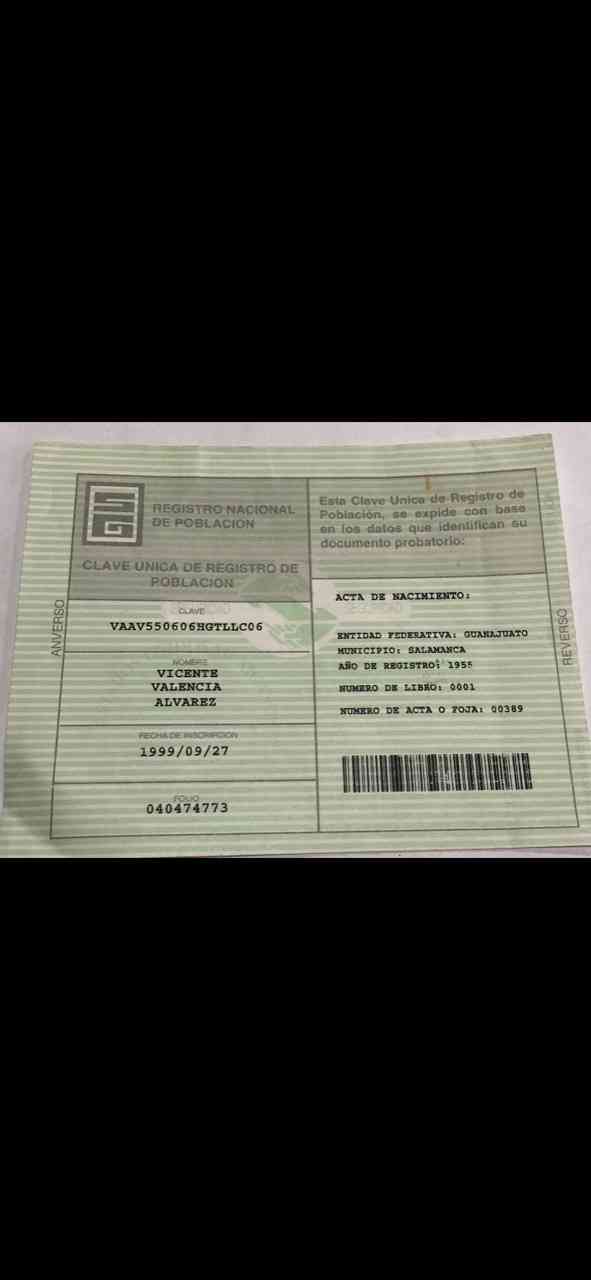 REGISTRO NACIONAL
DE POBLACION
CLAVE UNICA DE REGISTRO DE
POBLACION
CLAVE
VAAV550606HGTLLC06
NOMBRE
VICENTE
VALENCIA
ALVAREZ
FECHA DE INSCRIPCION
1999/09/27
FOLIO
040474773
ANVERSO
Esta Clave Unica de Registro de
Población, se expide con base
en los datos que identifican su
documento probatorio:
ACTA DE NACIMIENTO:
ENTIDAD FEDERATIVA: GUANAJUATO
MUNICIPIO: SALAMANCA
AÑO DE REGISTRO: 1955
NUMERO DE LIBRO: 0001
NUMERO DE ACTA O FOJA: 00389
REVERSO